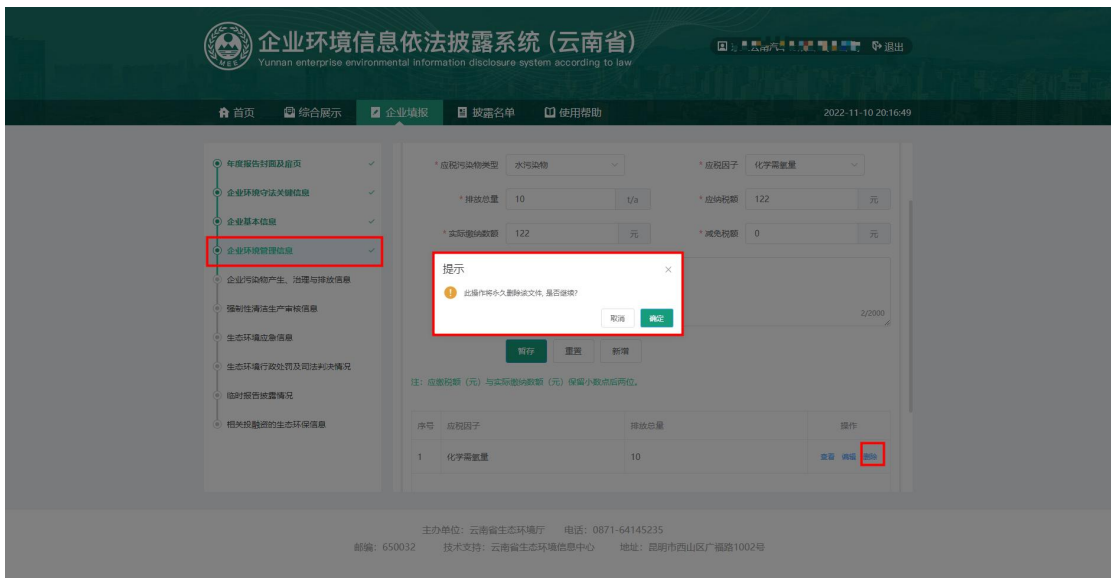 企业环境信息依法披露系统 (云南省)
Yunnan enterprise environmental information disclosure system according to law
退出
首页 综合展示 企业填报 披露名单 使用帮助 2022-11-10 20:16:49
年度报告封面及扉页
企业环境守法关键信息
企业基本信息
企业环境管理信息
企业污染物产生、治理与排放信息
强制性清洁生产审核信息
生态环境应急信息
生态环境行政处罚及司法判决情况
临时报告披露情况
相关投融资的生态环保信息
* 应税污染物类型 水污染物 * 应税因子 化学需氧量
* 排放总量 10 t/a * 应纳税额 122 元
* 实际缴纳数额 122 元 * 减免税额 0 元
提示
此操作将永久删除该文件, 是否继续?
取消 确定
2/2000
暂存 重置 新增
注：应缴税额（元）与实际缴纳数额（元）保留小数点后两位。
序号 应税因子 排放总量 操作
1 化学需氧量 10 查看 编辑 删除
主办单位：云南省生态环境厅 电话：0871-64145235
邮编：650032 技术支持：云南省生态环境信息中心 地址：昆明市西山区广福路1002号